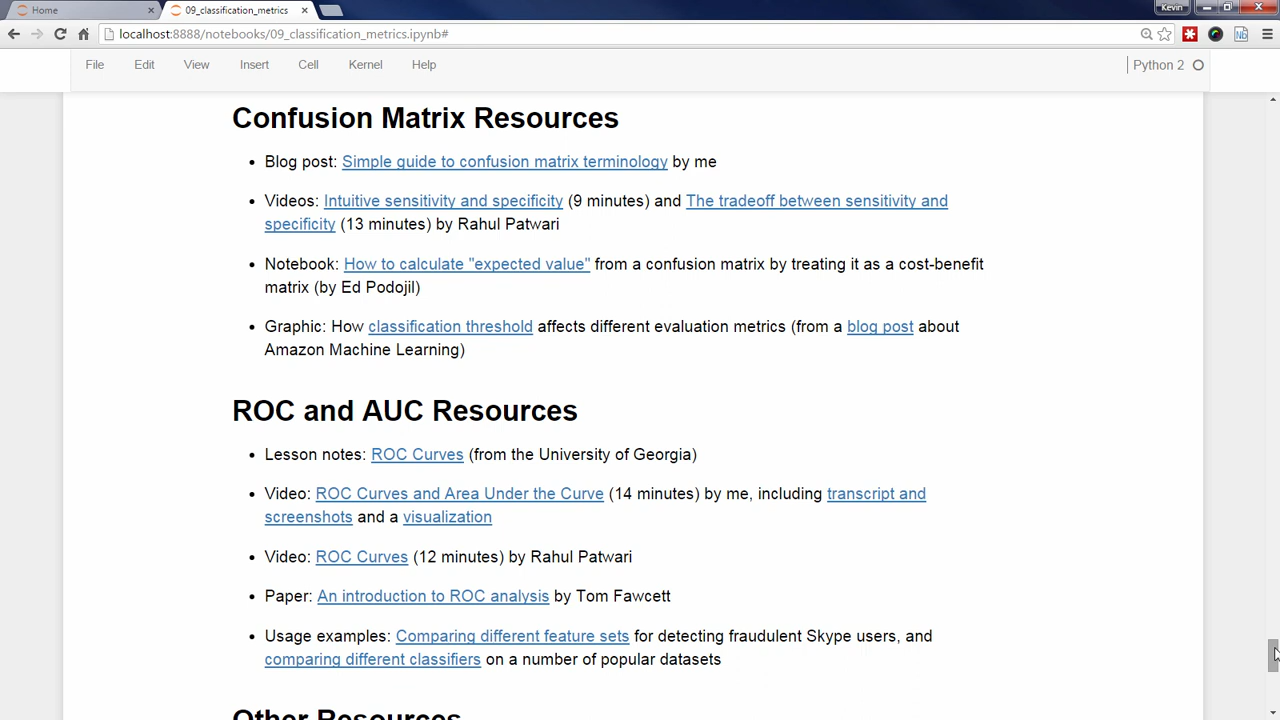 Home
09_classification_metrics
Kevin
localhost:8888/notebooks/09_classification_metrics.ipynb#
File Edit View Insert Cell Kernel Help Python 2
Confusion Matrix Resources
• Blog post: Simple guide to confusion matrix terminology by me
• Videos: Intuitive sensitivity and specificity (9 minutes) and The tradeoff between sensitivity and
specificity (13 minutes) by Rahul Patwari
• Notebook: How to calculate "expected value" from a confusion matrix by treating it as a cost-benefit
matrix (by Ed Podojil)
• Graphic: How classification threshold affects different evaluation metrics (from a blog post about
Amazon Machine Learning)
ROC and AUC Resources
• Lesson notes: ROC Curves (from the University of Georgia)
• Video: ROC Curves and Area Under the Curve (14 minutes) by me, including transcript and
screenshots and a visualization
• Video: ROC Curves (12 minutes) by Rahul Patwari
• Paper: An introduction to ROC analysis by Tom Fawcett
• Usage examples: Comparing different feature sets for detecting fraudulent Skype users, and
comparing different classifiers on a number of popular datasets
Other Resources